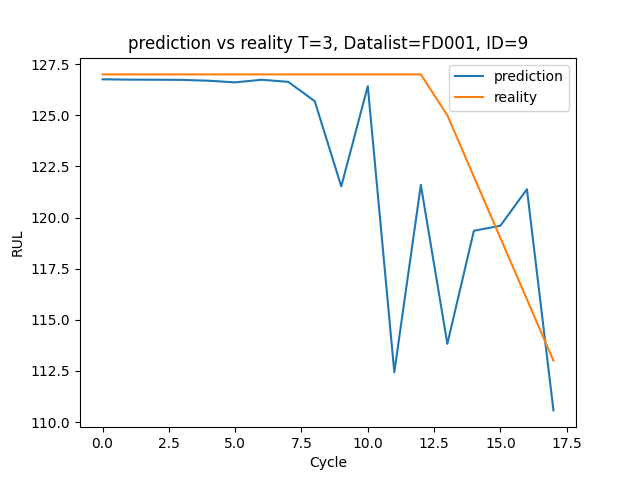 prediction vs reality T=3, Datalist=FD001, ID=9
prediction
reality
127.5
125.0
122.5
120.0
117.5
115.0
112.5
110.0
RUL
0.0 2.5 5.0 7.5 10.0 12.5 15.0 17.5
Cycle